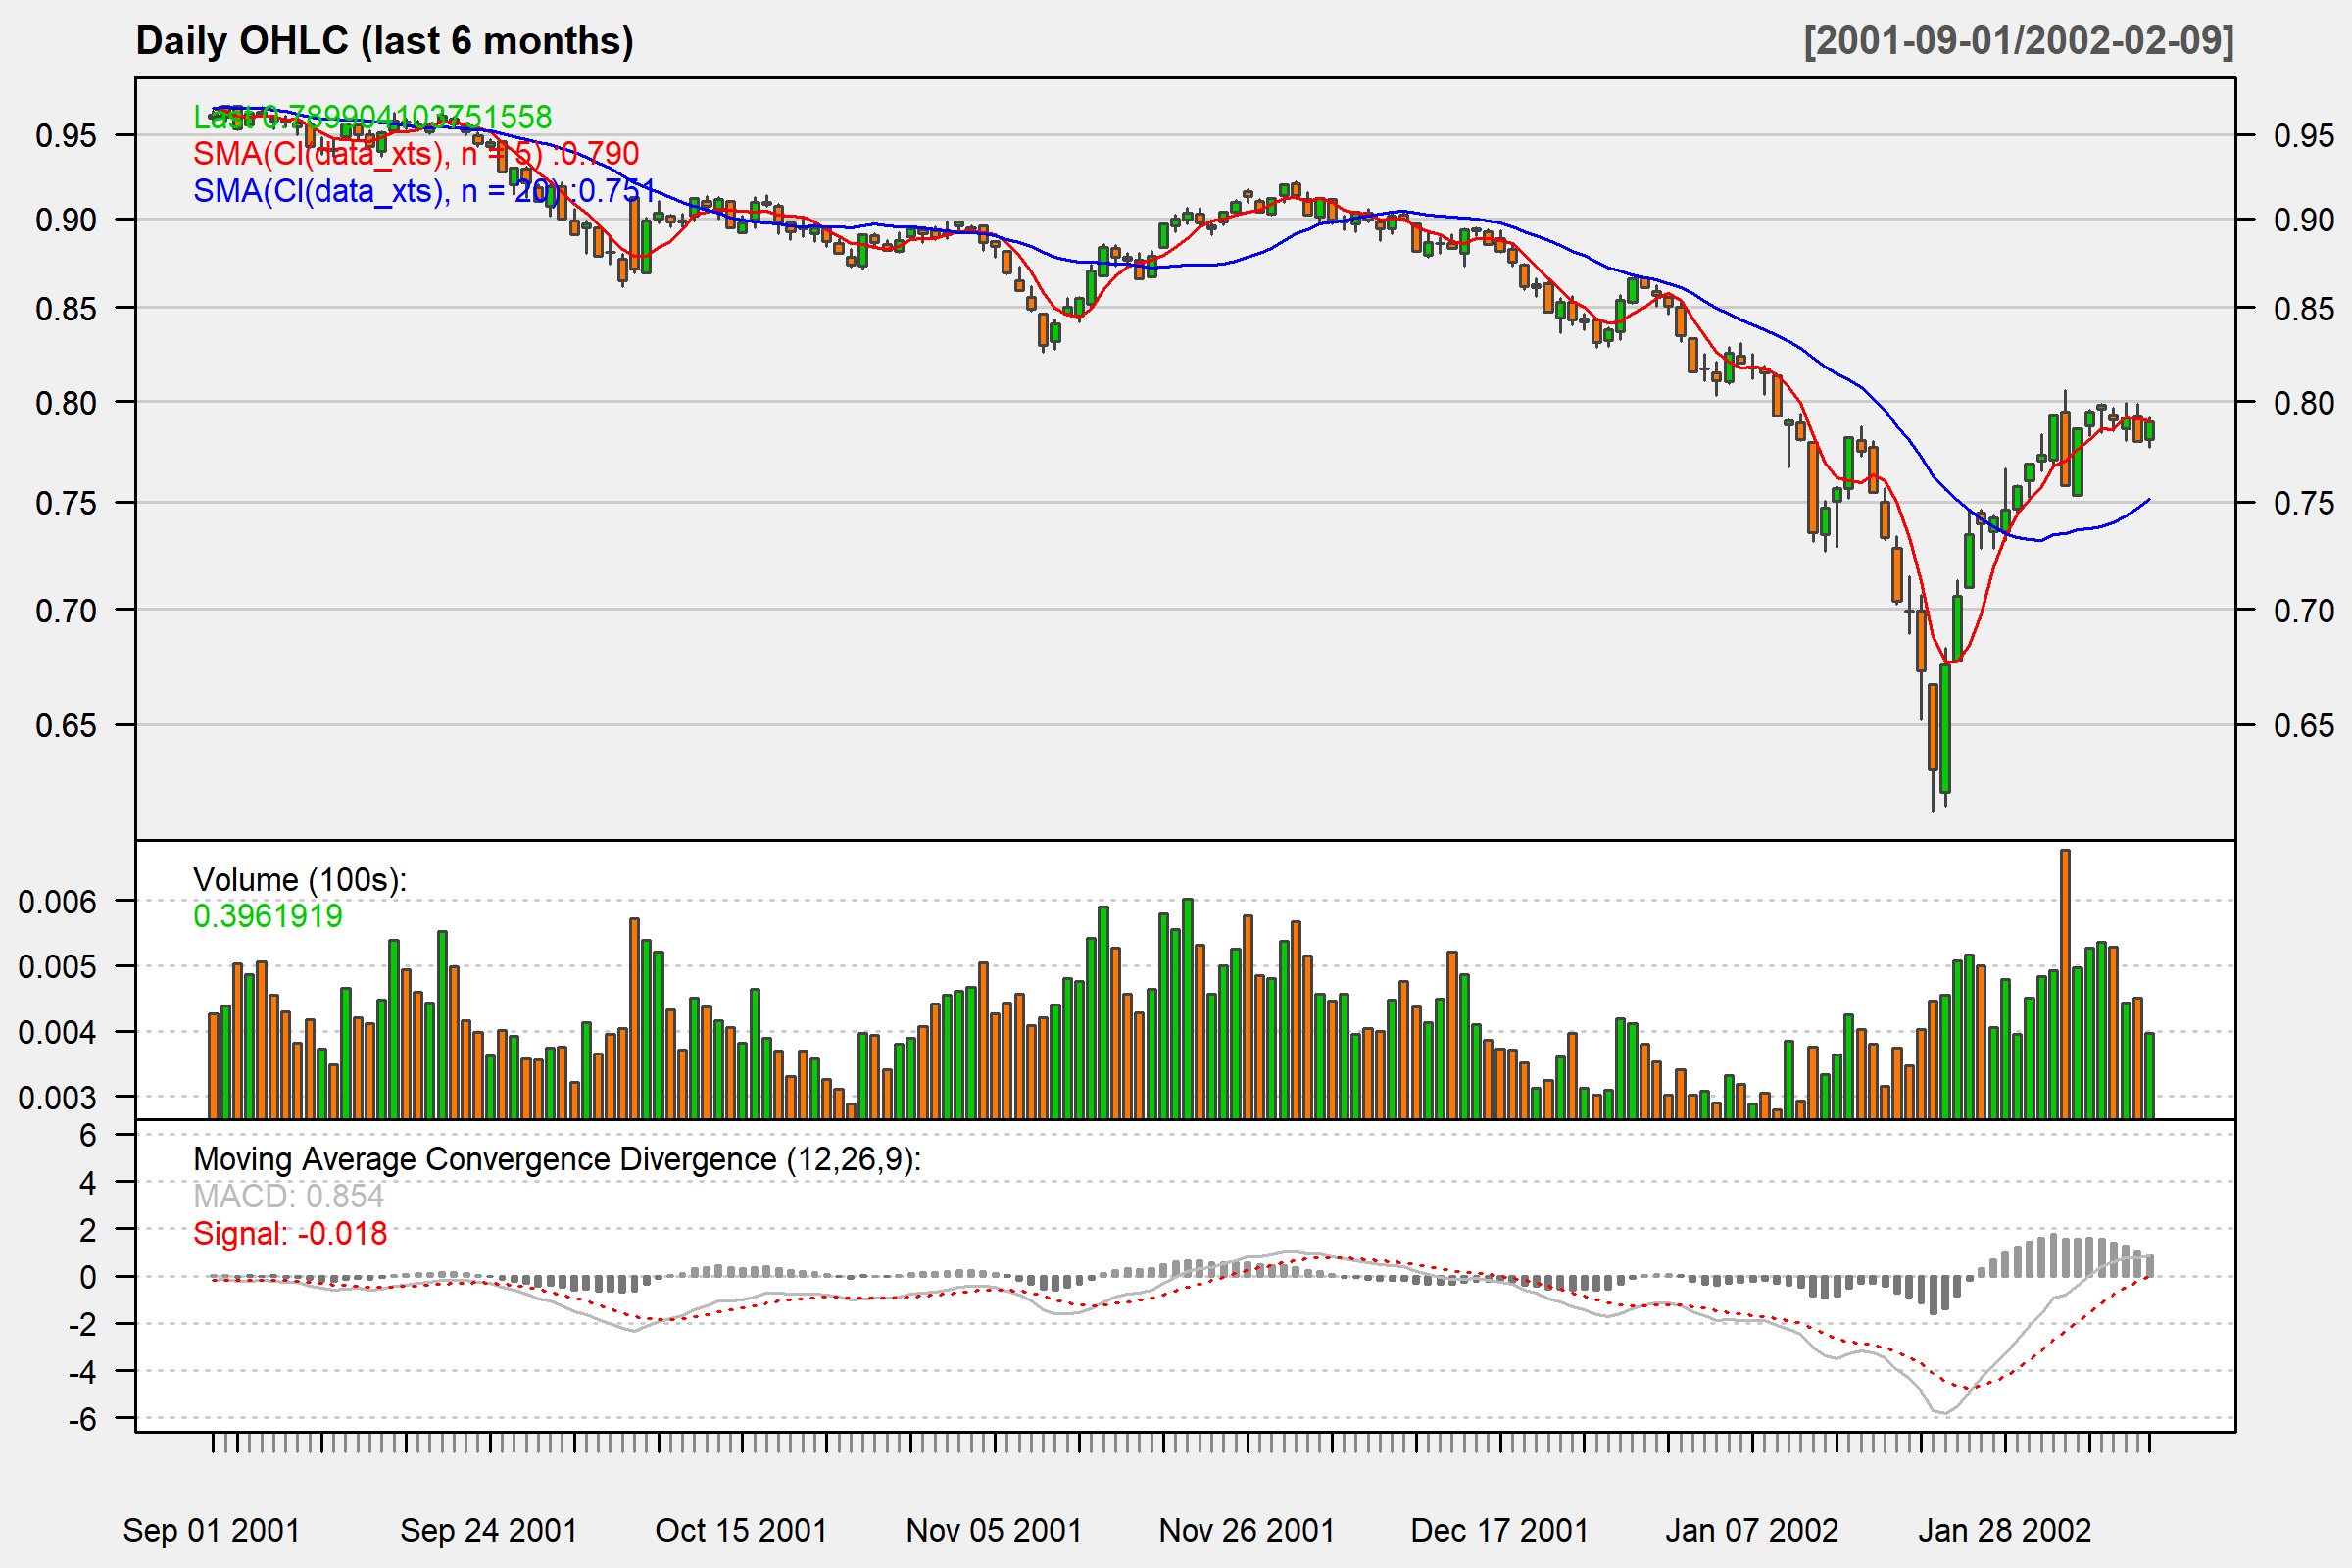 Daily OHLC (last 6 months) [2001-09-01/2002-02-09]
Last 0.789904103751558
SMA(Cl(data_xts), n = 5) :0.790
SMA(Cl(data_xts), n = 20) :0.751
0.95 0.95
0.90 0.90
0.85 0.85
0.80 0.80
0.75 0.75
0.70 0.70
0.65 0.65
Volume (100s):
0.3961919
0.006
0.005
0.004
0.003
Moving Average Convergence Divergence (12,26,9):
MACD: 0.854
Signal: -0.018
6
4
2
0
-2
-4
-6
Sep 01 2001 Sep 24 2001 Oct 15 2001 Nov 05 2001 Nov 26 2001 Dec 17 2001 Jan 07 2002 Jan 28 2002